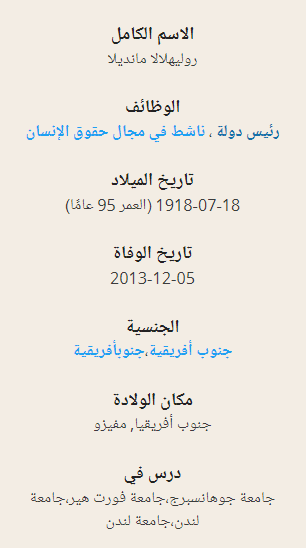 الاسم الكامل
روليهلالا مانديلا
الوظائف
رئيس دولة ، ناشط في مجال حقوق الإنسان
تاريخ الميلاد
1918-07-18 (العمر 95 عامًا)
تاريخ الوفاة
2013-12-05
الجنسية
جنوب أفريقية،جنوبأفريقية
مكان الولادة
جنوب أفريقيا, مفيزو
درس في
جامعة جوهانسبرج،جامعة فورت هير،جامعة
لندن،جامعة لندن